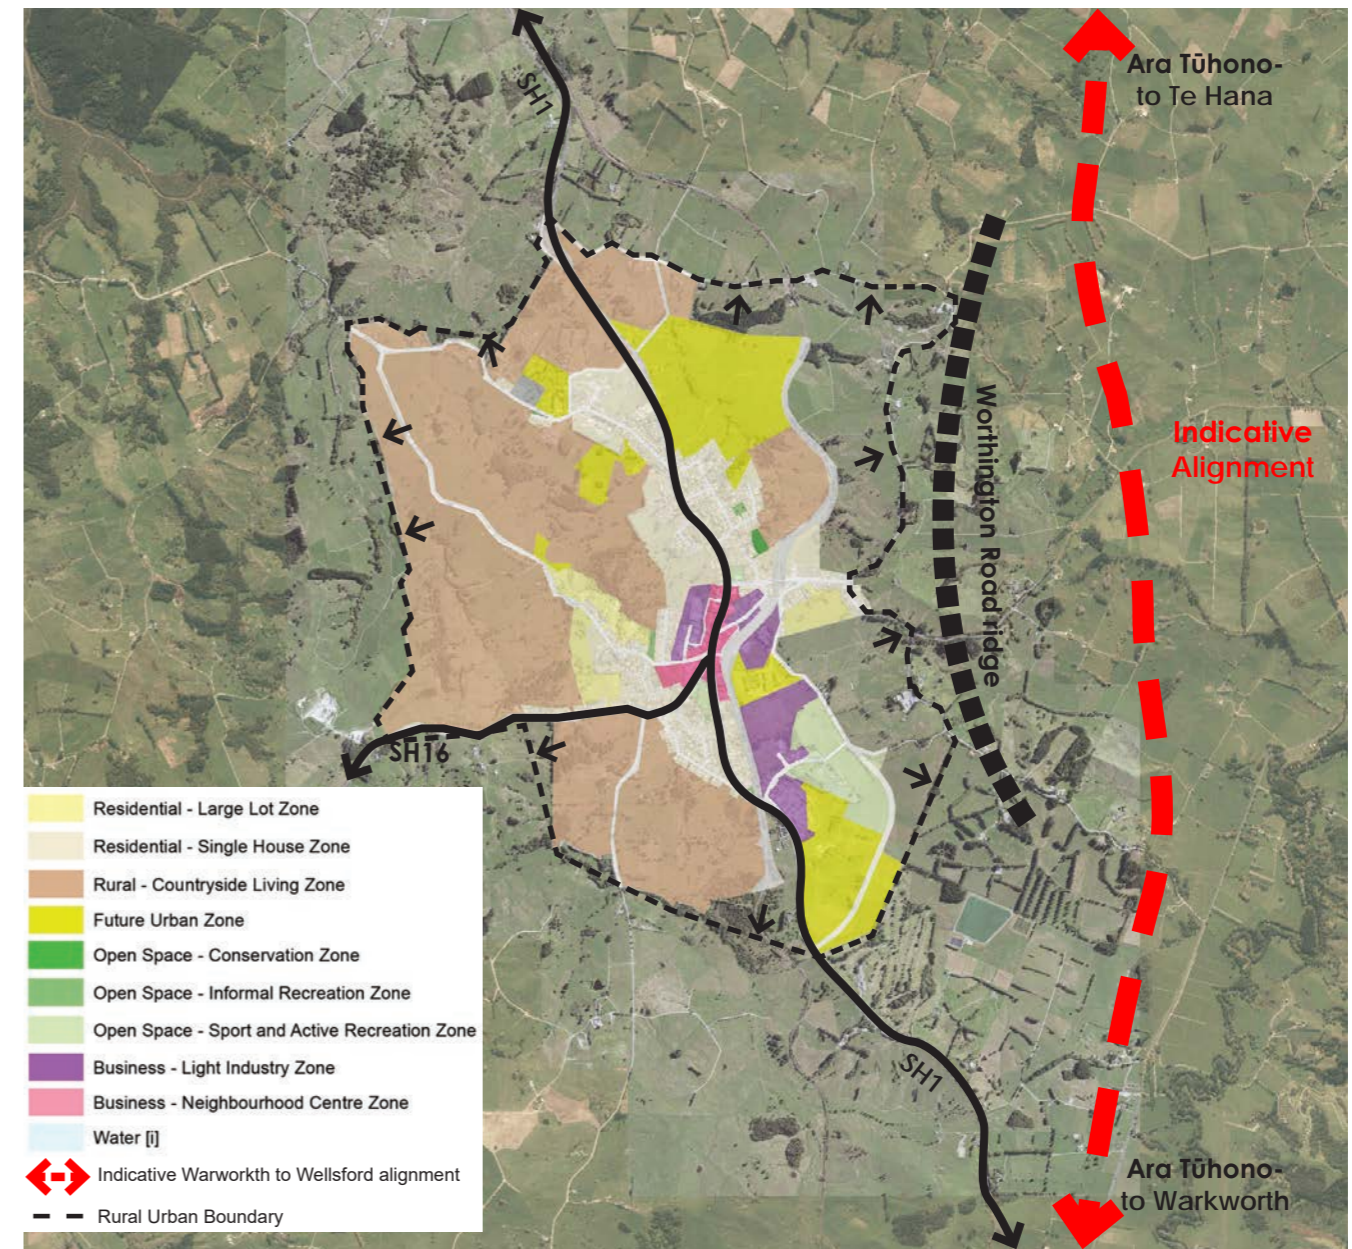 SH1
Ara Tūhono-
to Te Hana
Worthington Road ridge
Indicative
Alignment
SH16
SH1
Ara Tūhono-
to Warkworth
Residential - Large Lot Zone
Residential - Single House Zone
Rural - Countryside Living Zone
Future Urban Zone
Open Space - Conservation Zone
Open Space - Informal Recreation Zone
Open Space - Sport and Active Recreation Zone
Business - Light Industry Zone
Business - Neighbourhood Centre Zone
Water [i]
Indicative Warworkth to Wellsford alignment
Rural Urban Boundary